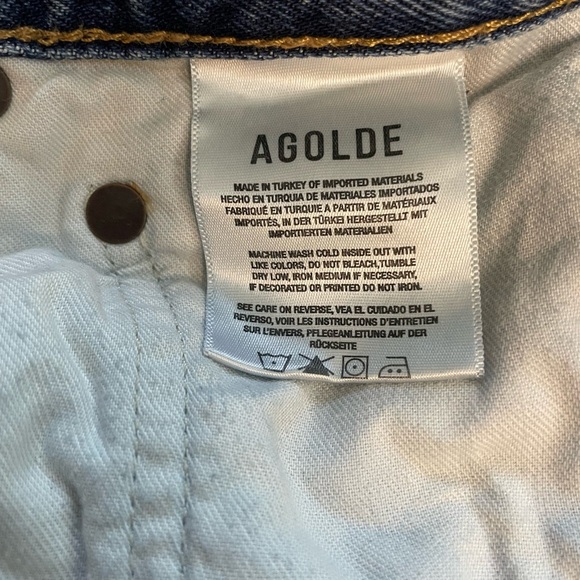 AGOLDE
MADE IN TURKEY OF IMPORTED MATERIALS
HECHO EN TURQUIA DE MATERIALES IMPORTADOS
FABRIQUÉ EN TURQUIE A PARTIR DE MATÉRIAUX
IMPORTÉS, IN DER TÜRKEI HERGESTELLT MIT
IMPORTIERTEN MATERIALIEN
MACHINE WASH COLD INSIDE OUT WITH
LIKE COLORS, DO NOT BLEACH,TUMBLE
DRY LOW, IRON MEDIUM IF NECESSARY,
IF DECORATED OR PRINTED DO NOT IRON.
SEE CARE ON REVERSE, VEA EL CUIDADO EN EL
REVERSO, VOIR LES INSTRUCTIONS D'ENTRETIEN
SUR L'ENVERS, PFLEGEANLEITUNG AUF DER
RÜCKSEITE